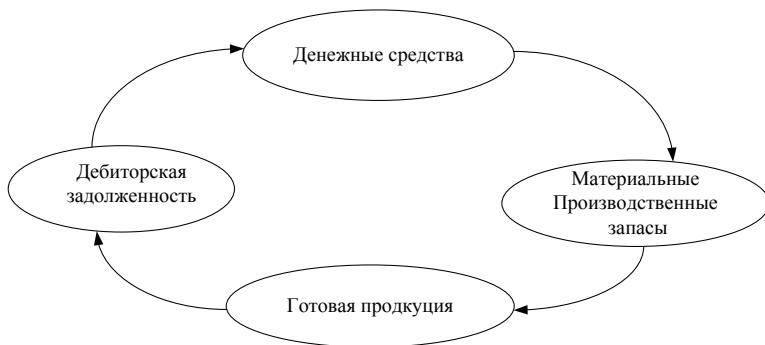 Денежные средства
Дебиторская
задолженность
Материальные
Производственные
запасы
Готовая продкуция